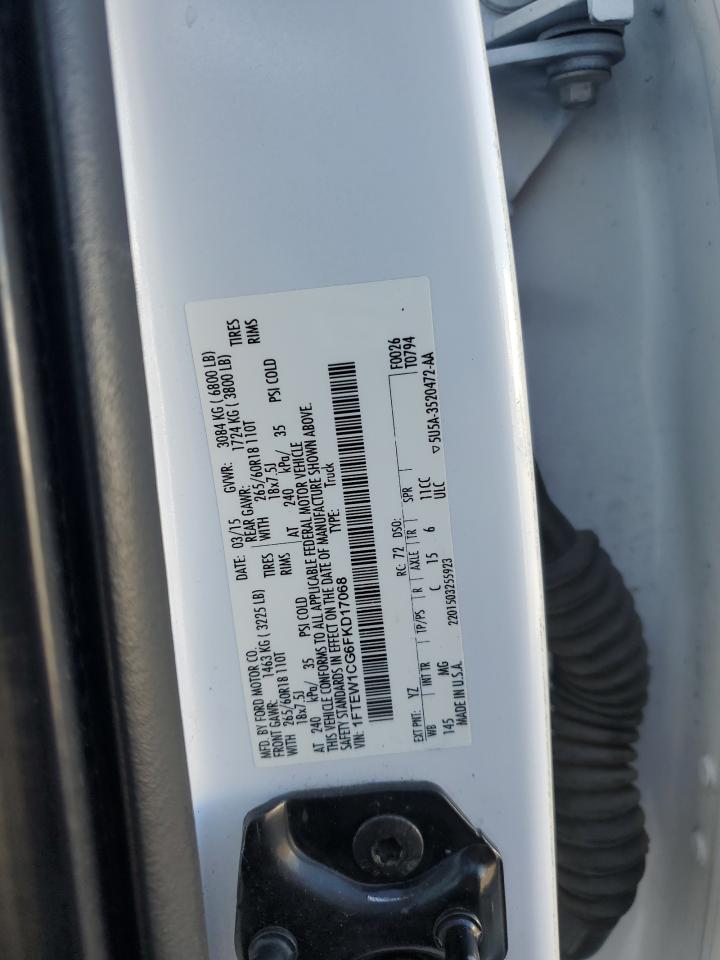 MFD. BY FORD MOTOR CO. DATE: 03/15 GVWR: 3084 KG ( 6800 LB)
FRONT GAWR: 1463 KG ( 3225 LB) REAR GAWR: 1724 KG ( 3800 LB)
WITH 265/60R18 110T TIRES WITH 265/60R18 110T TIRES
18x7.5J RIMS 18x7.5J RIMS
AT 240 kPa/ 35 PSI COLD AT 240 kPa/ 35 PSI COLD
THIS VEHICLE CONFORMS TO ALL APPLICABLE FEDERAL MOTOR VEHICLE
SAFETY STANDARDS IN EFFECT ON THE DATE OF MANUFACTURE SHOWN ABOVE.
VIN: 1FTEW1CG6FKD17068 TYPE: Truck
F0026
T0794
EXT PNT: YZ RC: 72 DSO:
WB INT TR TP/PS R AXLE TR SPR
145 MG C 15 6 11CC
ULC
MADE IN U.S.A. 2201503255923 ▽5U5A-3520472-AA